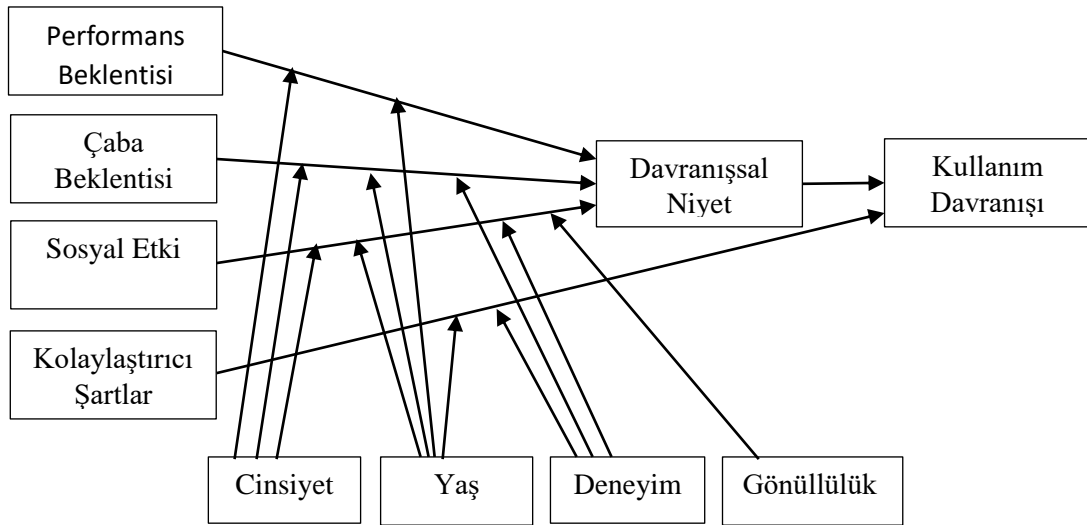 Performans
Beklentisi
Çaba
Beklentisi
Sosyal Etki
Kolaylaştırıcı
Şartlar
Davranışsal
Niyet
Kullanım
Davranışı
Cinsiyet
Yaş
Deneyim
Gönüllülük